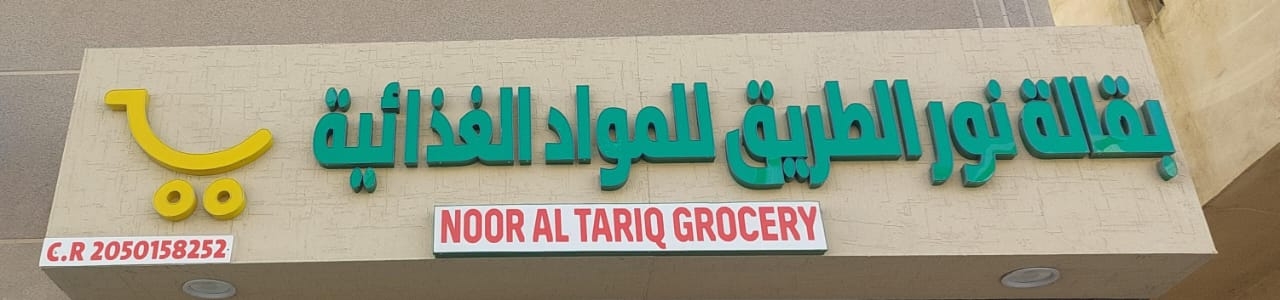 بقالة نور الطريق للمواد الغذائية
NOOR AL TARIQ GROCERY
C.R 2050158252